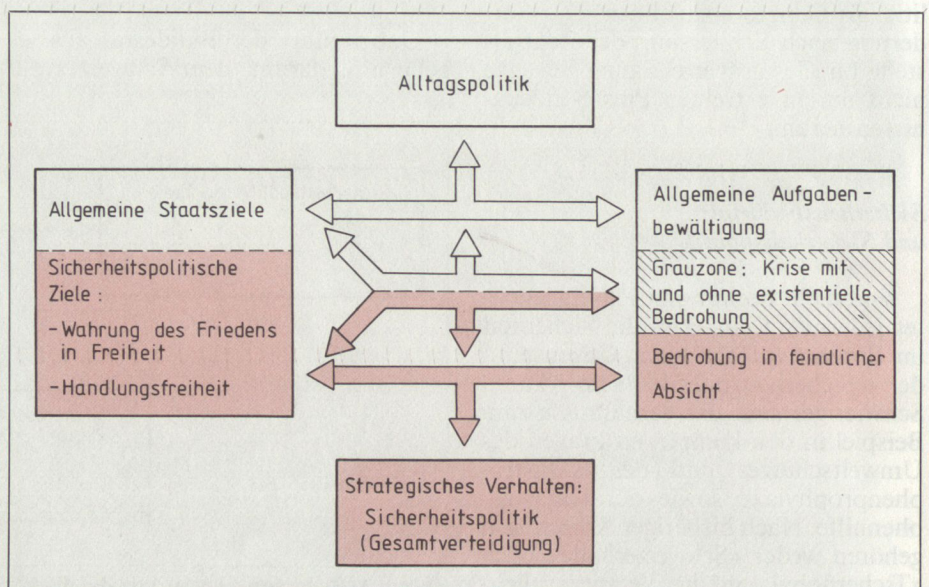 Alltagspolitik
Allgemeine Staatsziele
Sicherheitspolitische
Ziele:
-Wahrung des Friedens
in Freiheit
-Handlungsfreiheit
Allgemeine Aufgaben-
bewältigung
Grauzone: Krise mit
und ohne existentielle
Bedrohung
Bedrohung in feindlicher
Absicht
Strategisches Verhalten:
Sicherheitspolitik
(Gesamtverteidigung)